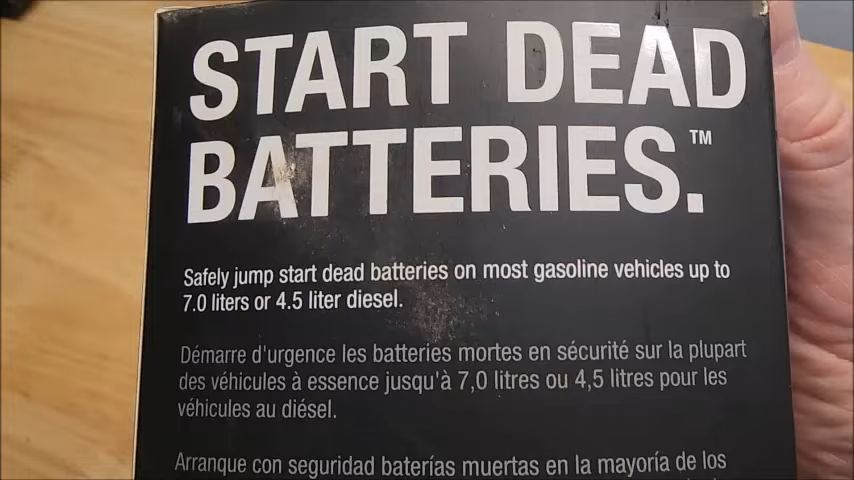 START DEAD
BATTERIES.™
Safely jump start dead batteries on most gasoline vehicles up to
7.0 liters or 4.5 liter diesel.
Démarre d'urgence les batteries mortes en sécurité sur la plupart
des véhicules à essence jusqu'à 7,0 litres ou 4,5 litres pour les
véhicules au diésel.
Arranque con seguridad baterías muertas en la mayoría de los